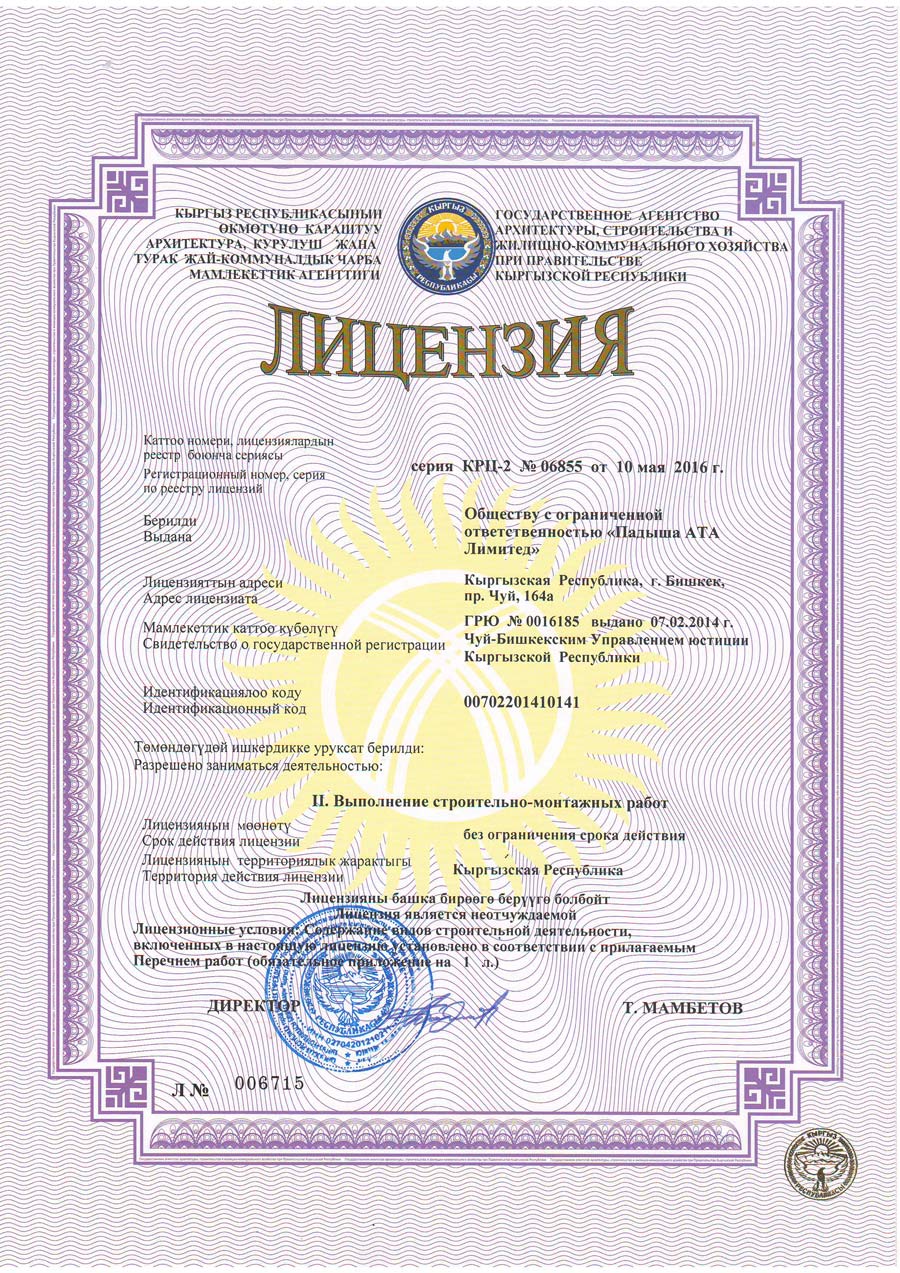 КЫРГЫЗ РЕСПУБЛИКАСЫНЫН
ӨКМӨТҮНӨ КАРАШТУУ
АРХИТЕКТУРА, КУРУЛУШ ЖАНА
ТУРАК ЖАЙ-КОММУНАЛДЫК ЧАРБА
МАМЛЕКЕТТИК АГЕНТТИГИ
КЫРГЫЗ
РЕСПУБЛИКАСЫ
ГОСУДАРСТВЕННОЕ АГЕНТСТВО
АРХИТЕКТУРЫ, СТРОИТЕЛЬСТВА И
ЖИЛИЩНО-КОММУНАЛЬНОГО ХОЗЯЙСТВА
ПРИ ПРАВИТЕЛЬСТВЕ
КЫРГЫЗСКОЙ РЕСПУБЛИКИ
ЛИЦЕНЗИЯ
Каттоо номери, лицензиялардын
реестр боюнча сериясы
Регистрационный номер, серия
по реестру лицензий
серия КРЦ-2 № 06855 от 10 мая 2016 г.
Берилди
Выдана
Обществу с ограниченной
ответственностью «Падыша АТА
Лимитед»
Лицензияттын адреси
Адрес лицензиата
Кыргызская Республика, г. Бишкек,
пр. Чуй, 164а
Мамлекеттик каттоо күбөлүгү
Свидетельство о государственной регистрации
ГРЮ № 0016185 выдано 07.02.2014 г.
Чуй-Бишкекским Управлением юстиции
Кыргызской Республики
Идентификациялоо коду
Идентификационный код
00702201410141
Төмөндөгүдөй ишкердикке уруксат берилди:
Разрешено заниматься деятельностью:
II. Выполнение строительно-монтажных работ
Лицензиянын мөөнөтү
Срок действия лицензии
без ограничения срока действия
Лицензиянын территориялык жарактыгы
Территория действия лицензии
Кыргызская Республика
Лицензияны башка бирөөгө берүүгө болбойт
Лицензия является неотчуждаемой
Лицензионные условия: Содержание видов строительной деятельности,
включенных в настоящую лицензию установлено в соответствии с прилагаемым
Перечнем работ (обязательное приложение на 1 л.)
ДИРЕКТОР
Т. МАМБЕТОВ
Л № 006715
КЫРГЫЗ
РЕСПУБЛИКАСЫ